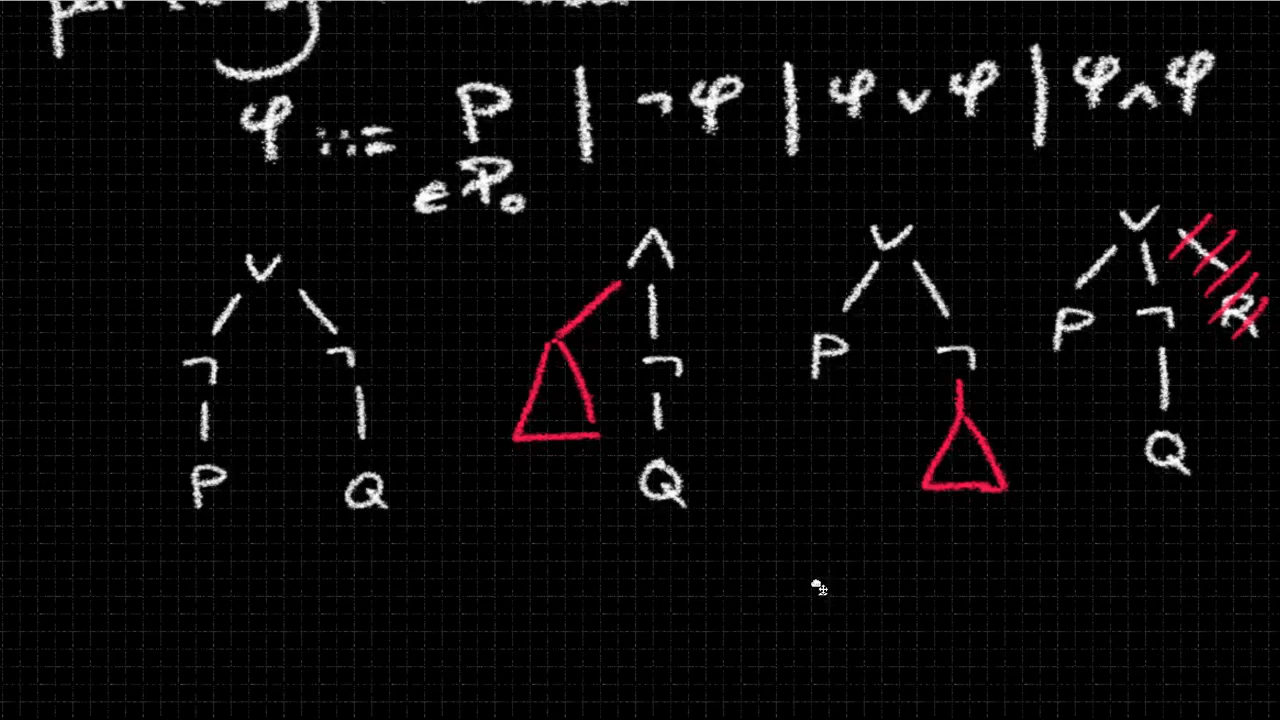 φ ::= P | ¬φ | φ ∨ φ | φ ∧ φ
∈ P₀
∨ ∧ ∨ ∨
¬ ¬ ∧ ¬ P ¬ P ¬ R
P Q Q Q